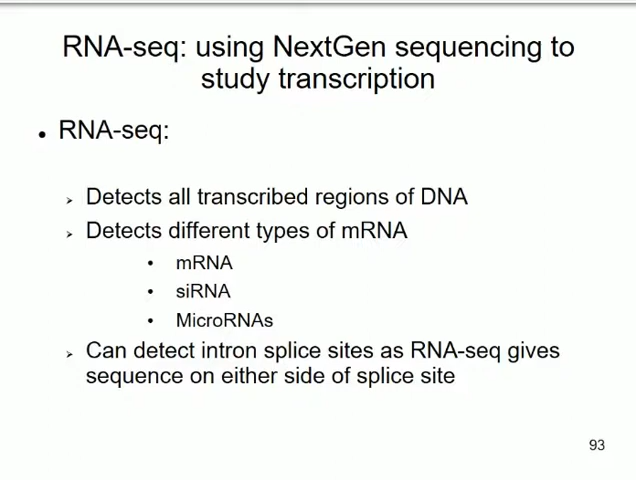 RNA-seq: using NextGen sequencing to
study transcription
• RNA-seq:
➢ Detects all transcribed regions of DNA
➢ Detects different types of mRNA
• mRNA
• siRNA
• MicroRNAs
➢ Can detect intron splice sites as RNA-seq gives
sequence on either side of splice site
93